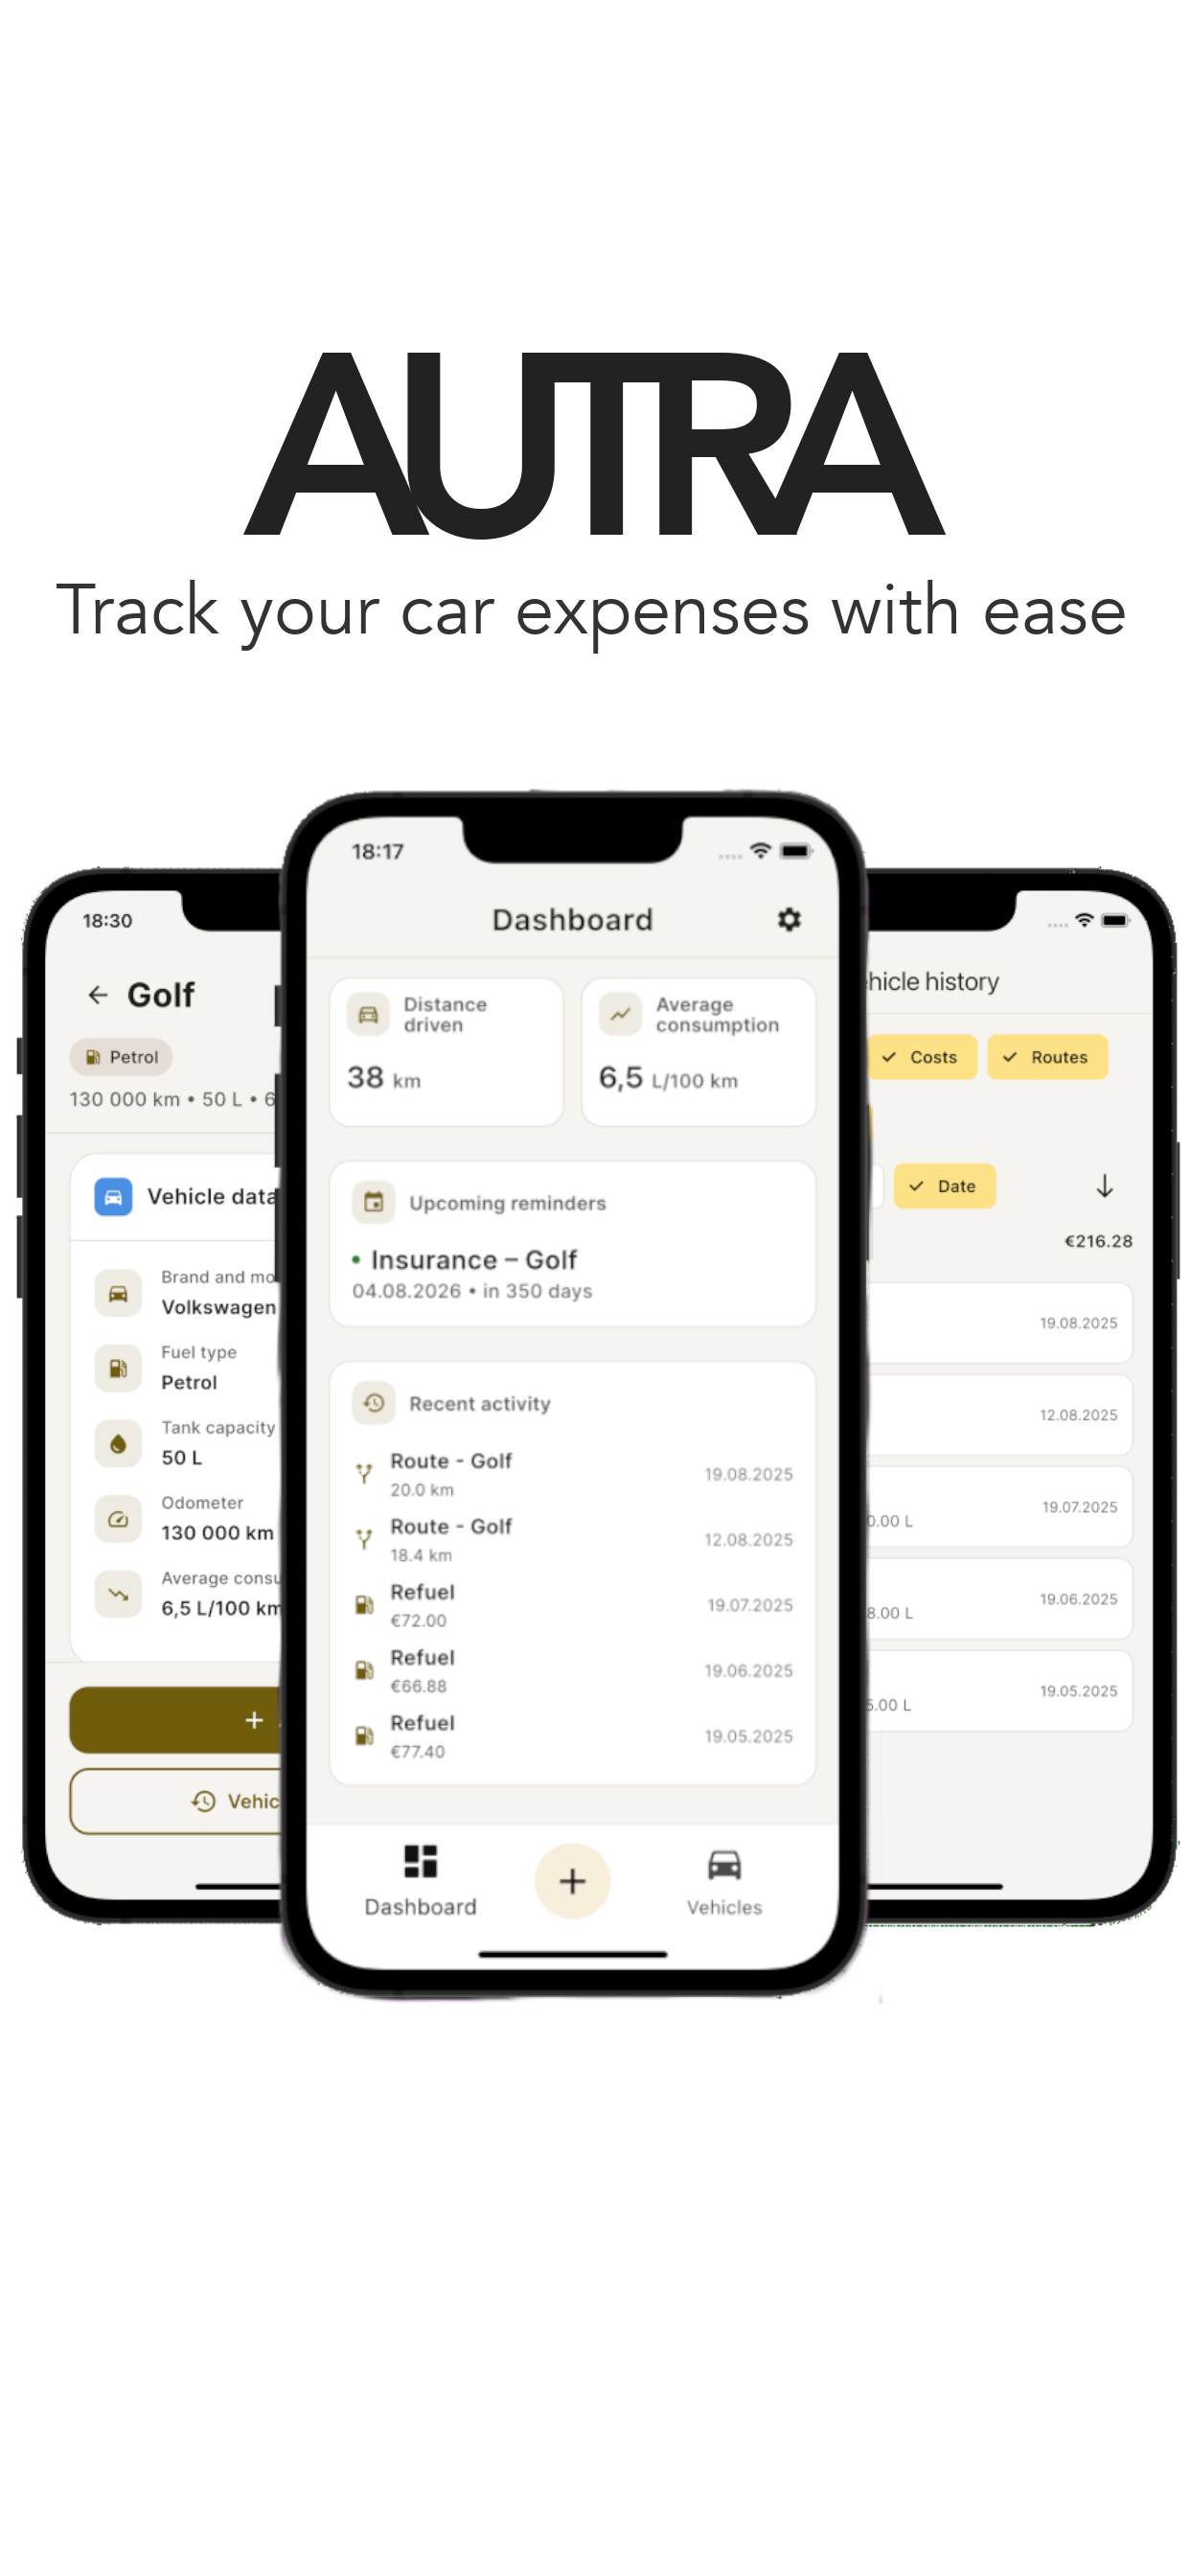 AUTRA
Track your car expenses with ease
18:30
Golf
Petrol
130 000 km • 50 L • 6
Vehicle data
Brand and mo
Volkswagen
Fuel type
Petrol
Tank capacity
50 L
Odometer
130 000 km
Average consu
6,5 L/100 km
+
Vehic
18:17
Dashboard
Distance
driven
38 km
Average
consumption
6,5 L/100 km
Upcoming reminders
• Insurance – Golf
04.08.2026 • in 350 days
Recent activity
Route - Golf
20.0 km
19.08.2025
Route - Golf
18.4 km
12.08.2025
Refuel
€72.00
19.07.2025
Refuel
€66.88
19.06.2025
Refuel
€77.40
19.05.2025
Dashboard
+
Vehicles
hicle history
Costs
Routes
Date
€216.28
19.08.2025
12.08.2025
0.00 L
19.07.2025
8.00 L
19.06.2025
5.00 L
19.05.2025